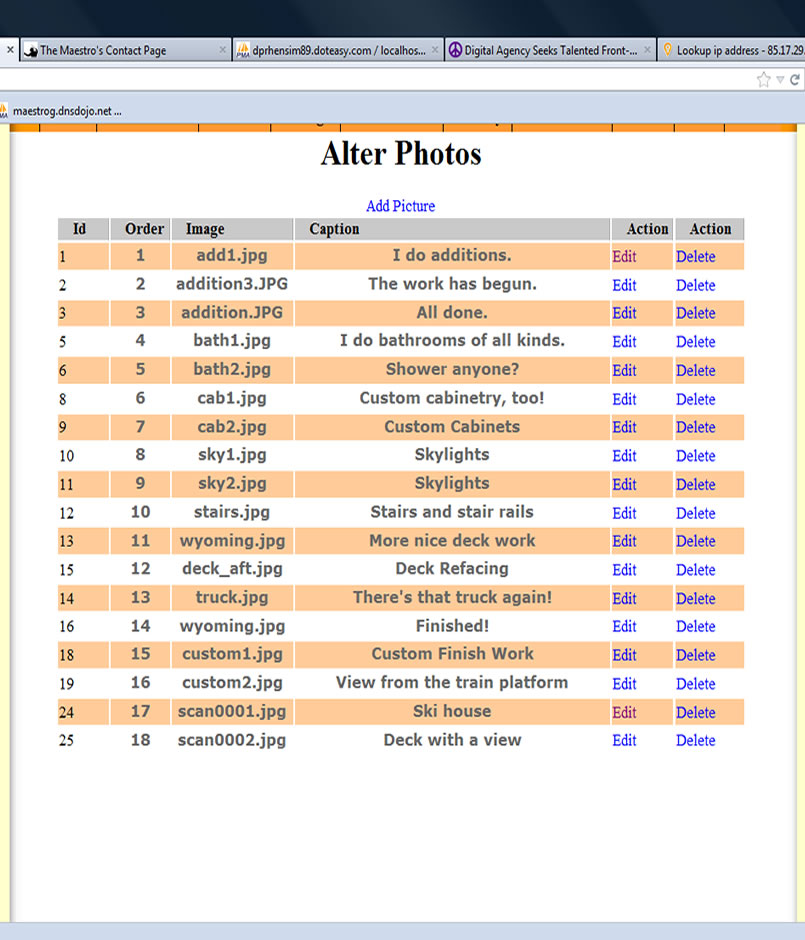 The Maestro's Contact Page dprhensim89.doteasy.com / localhos... Digital Agency Seeks Talented Front-... Lookup ip address - 85.17.29
maestrog.dnsdojo.net ...
Alter Photos
Add Picture
Id Order Image Caption Action Action
1 1 add1.jpg I do additions. Edit Delete
2 2 addition3.JPG The work has begun. Edit Delete
3 3 addition.JPG All done. Edit Delete
5 4 bath1.jpg I do bathrooms of all kinds. Edit Delete
6 5 bath2.jpg Shower anyone? Edit Delete
8 6 cab1.jpg Custom cabinetry, too! Edit Delete
9 7 cab2.jpg Custom Cabinets Edit Delete
10 8 sky1.jpg Skylights Edit Delete
11 9 sky2.jpg Skylights Edit Delete
12 10 stairs.jpg Stairs and stair rails Edit Delete
13 11 wyoming.jpg More nice deck work Edit Delete
15 12 deck_aft.jpg Deck Refacing Edit Delete
14 13 truck.jpg There's that truck again! Edit Delete
16 14 wyoming.jpg Finished! Edit Delete
18 15 custom1.jpg Custom Finish Work Edit Delete
19 16 custom2.jpg View from the train platform Edit Delete
24 17 scan0001.jpg Ski house Edit Delete
25 18 scan0002.jpg Deck with a view Edit Delete